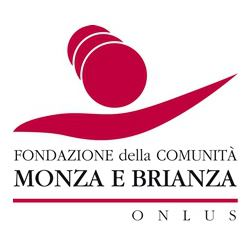 FONDAZIONE della COMUNITÀ
MONZA E BRIANZA
ONLUS